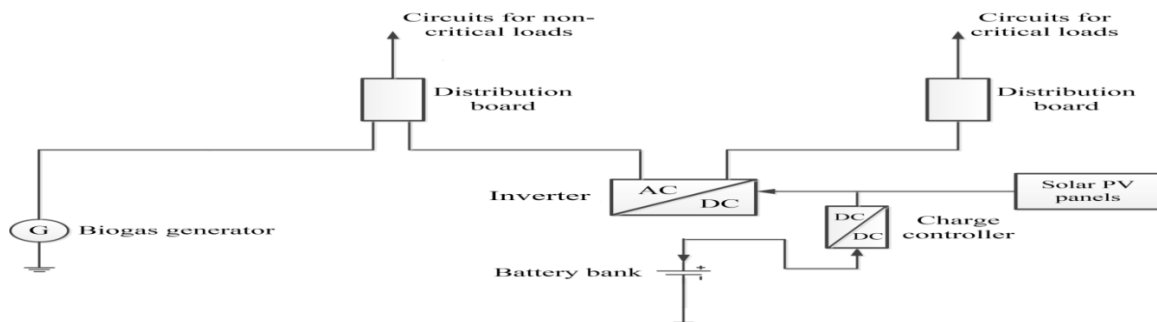 Circuits for non-
critical loads
Circuits for
critical loads
Distribution
board
Distribution
board
Inverter
AC
DC
Solar PV
panels
G
Biogas generator
DC
DC
Charge
controller
Battery bank
+
-